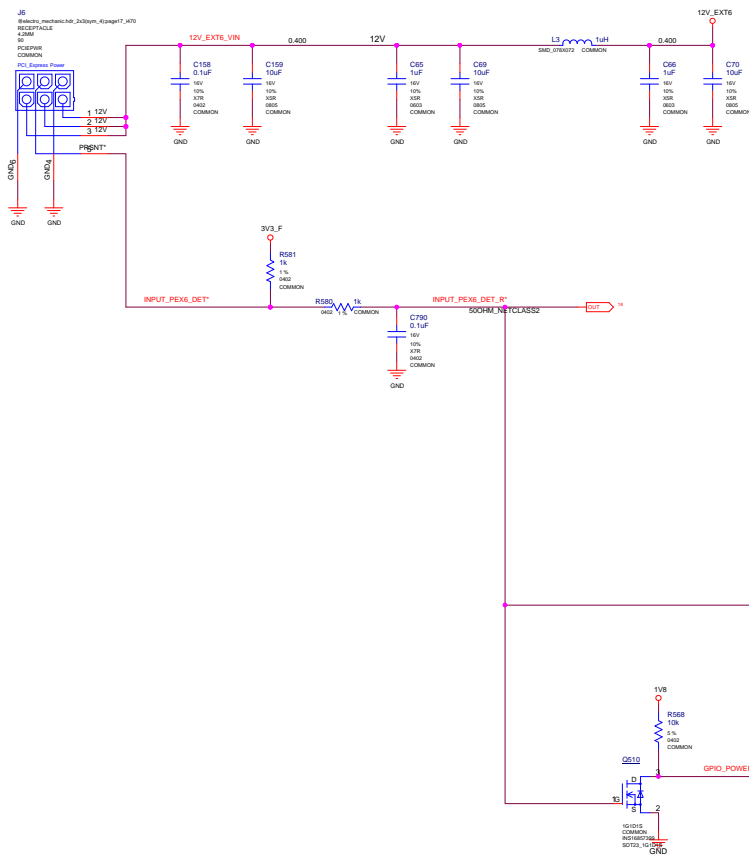 J6
@electro_mechanic.hdr_2x3(sym_4):page17_i470
RECEPTACLE
4.2MM
90
PCIEPWR
COMMON
PCI_Express Power
1 12V
2 12V
3 12V
PRSNT*
5
GND 6
GND 4
GND
GND
12V_EXT6_VIN
0.400
12V
L3
1uH
SMD_076X072
COMMON
0.400
12V_EXT6
C158
0.1uF
16V
10%
X7R
0402
COMMON
GND
C159
10uF
16V
10%
X5R
0805
COMMON
GND
C65
1uF
16V
10%
X5R
0603
COMMON
GND
C69
10uF
16V
10%
X5R
0805
COMMON
GND
C66
1uF
16V
10%
X5R
0603
COMMON
GND
C70
10uF
16V
10%
X5R
0805
COMMON
GND
3V3_F
R581
1k
1 %
0402
COMMON
INPUT_PEX6_DET*
R580
1k
0402
1 %
COMMON
INPUT_PEX6_DET_R*
50OHM_NETCLASS2
OUT
C790
0.1uF
16V
10%
X7R
0402
COMMON
GND
1V8
R568
10k
5 %
0402
COMMON
Q510
3
D
1G
S
2
GPIO_POWE
1G1D1S
COMMON
GND